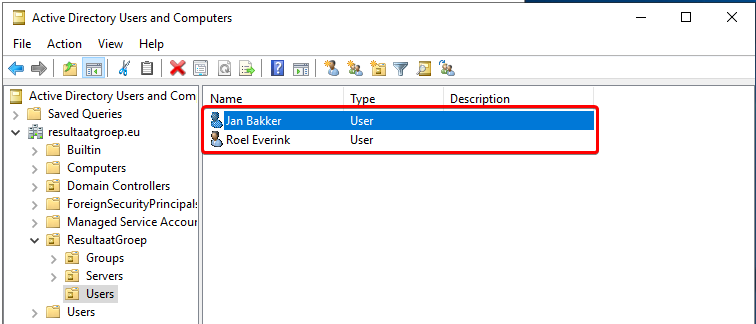 Active Directory Users and Computers
File Action View Help
Active Directory Users and Com
Saved Queries
resultaatgroep.eu
Builtin
Computers
Domain Controllers
ForeignSecurityPrincipals
Managed Service Accour
ResultaatGroep
Groups
Servers
Users
Users
Name Type Description
Jan Bakker User
Roel Everink User